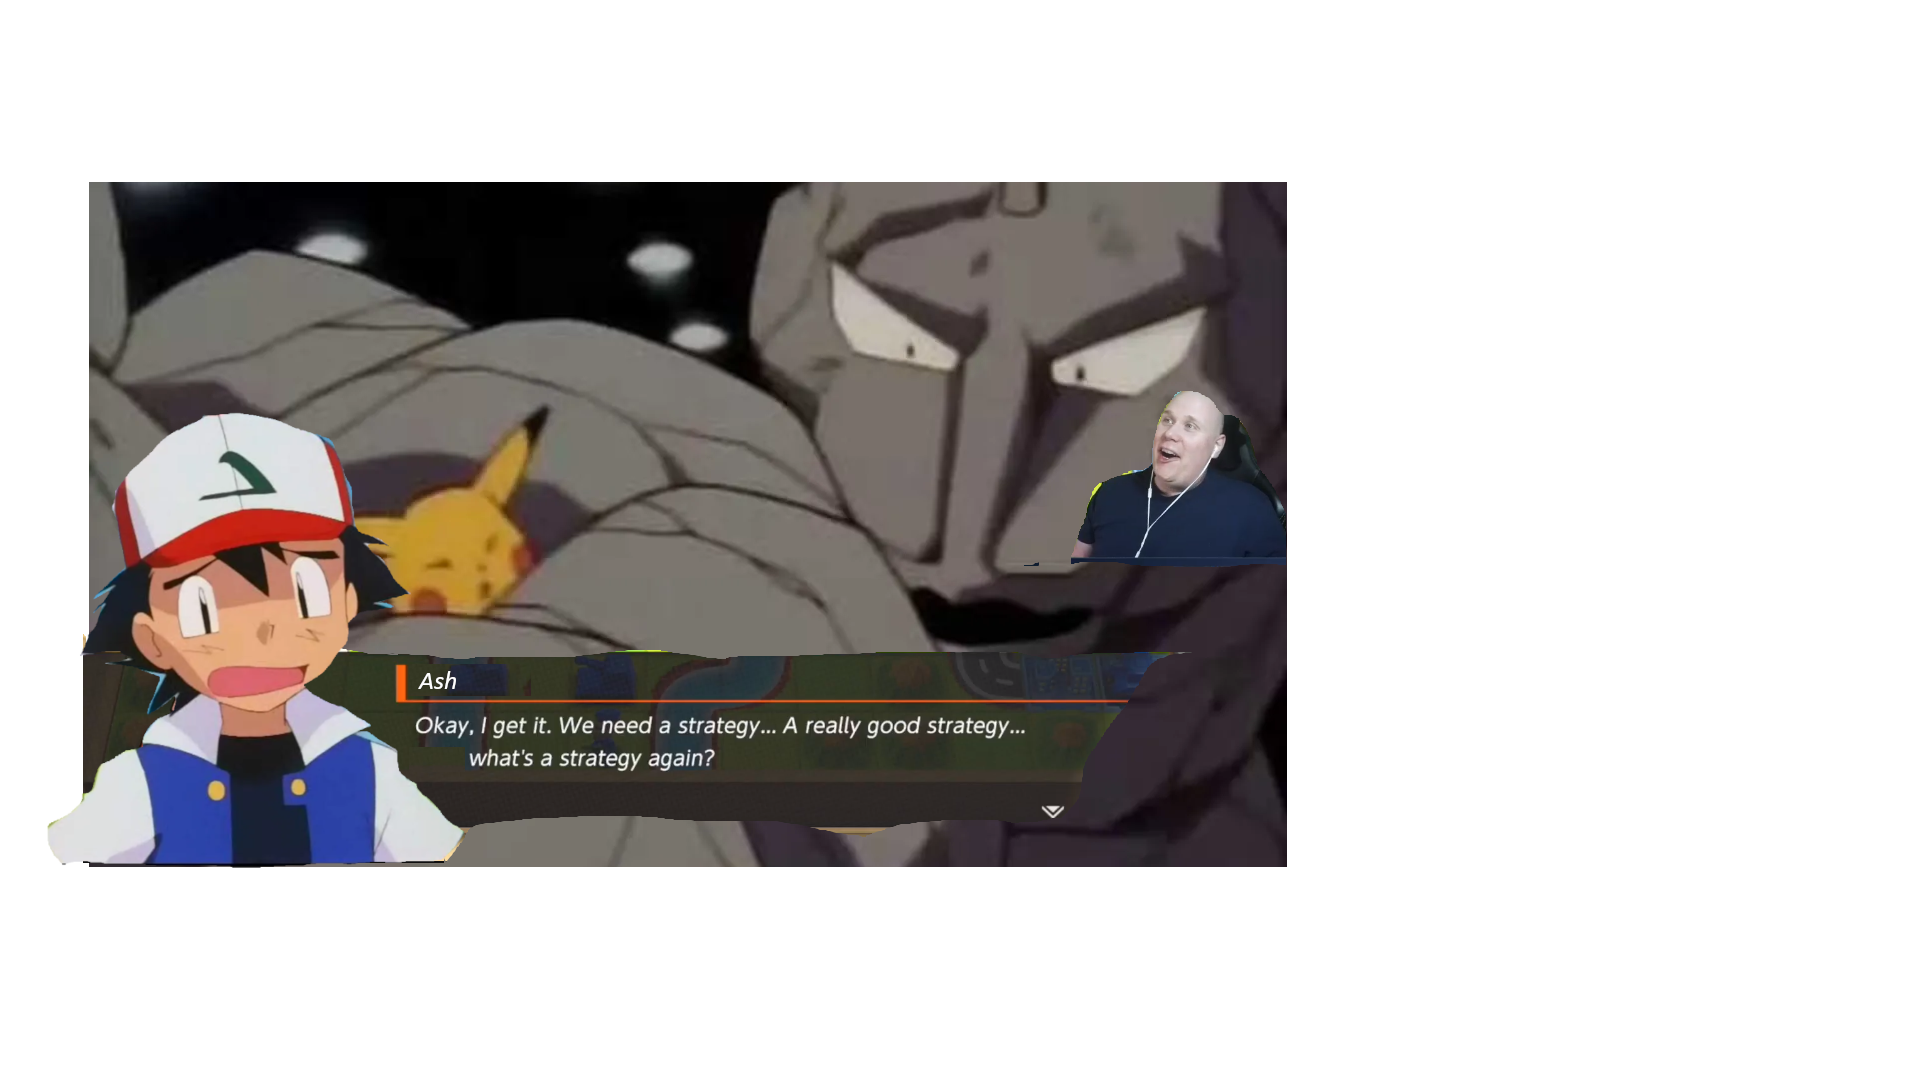 Ash
Okay, I get it. We need a strategy... A really good strategy...
what's a strategy again?